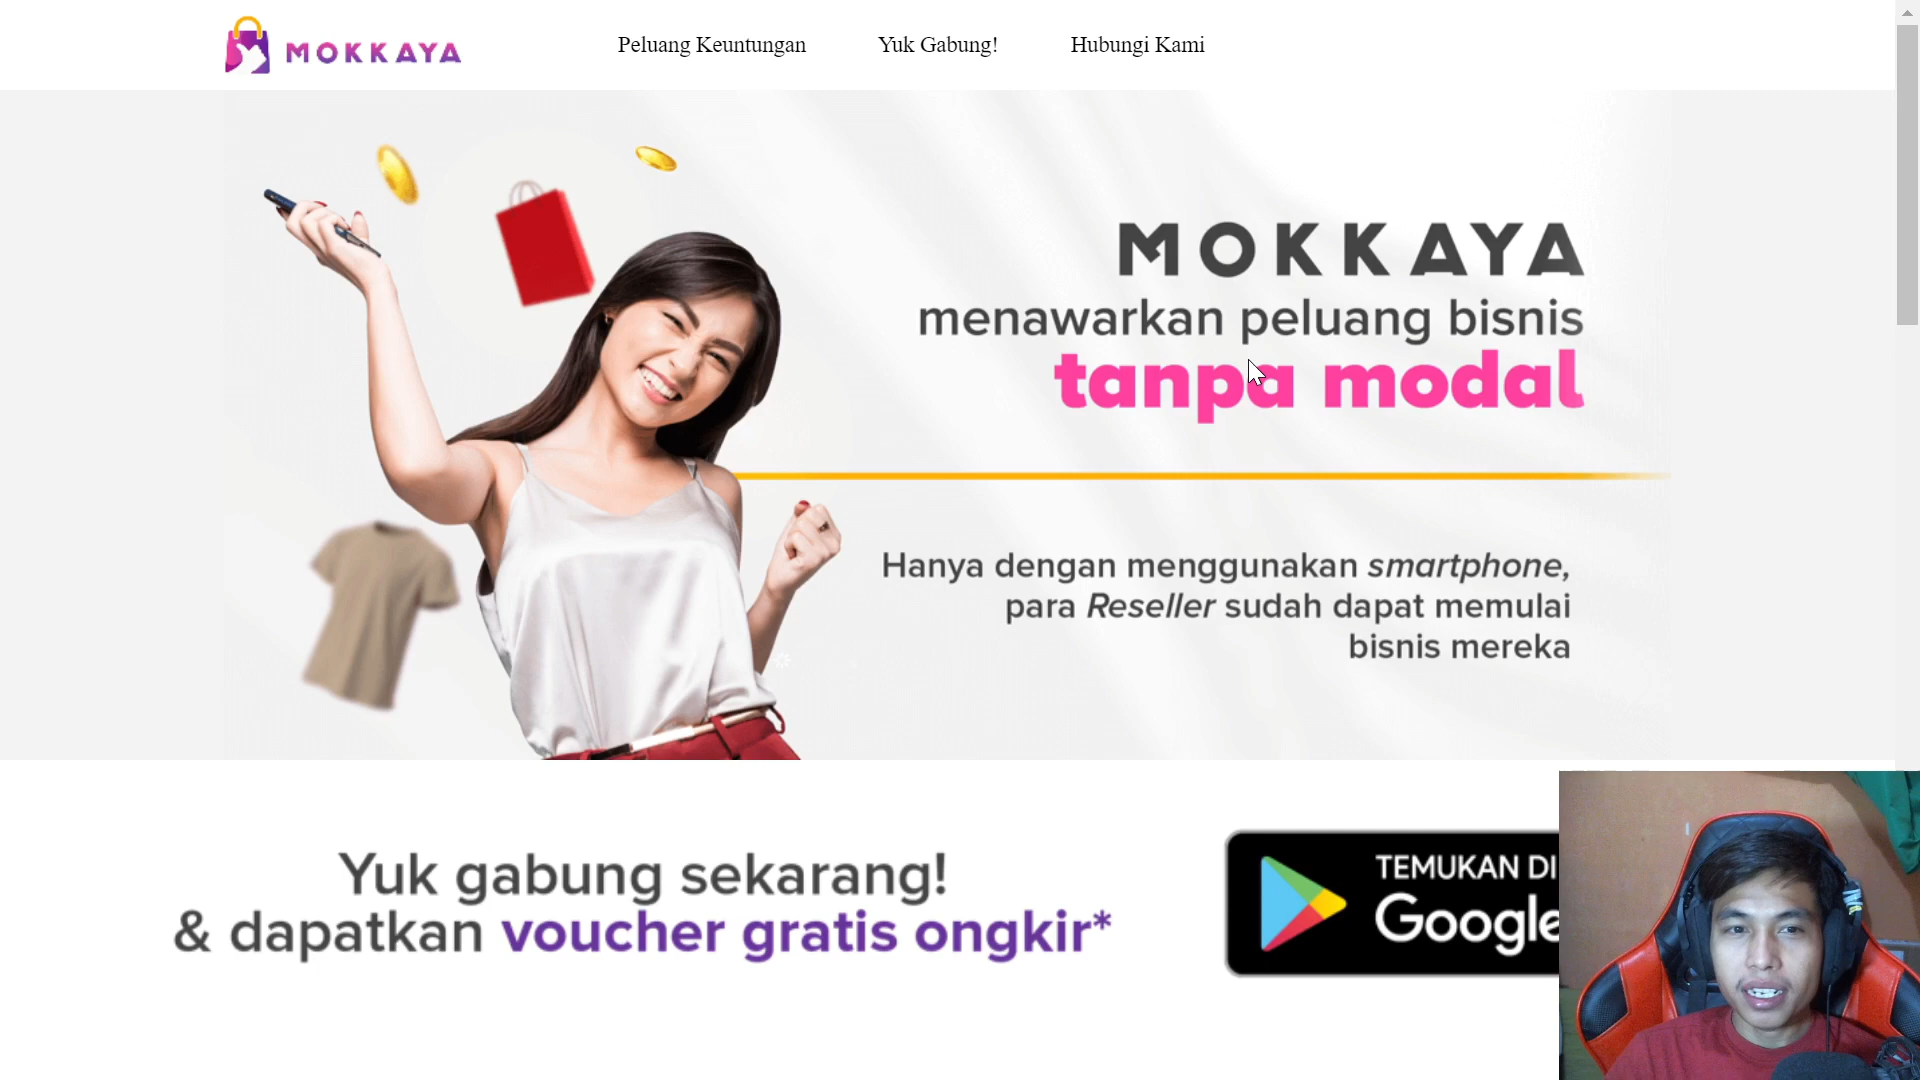 MOKKAYA
Peluang Keuntungan
Yuk Gabung!
Hubungi Kami
MOKKAYA
menawarkan peluang bisnis
tanpa modal
Hanya dengan menggunakan smartphone,
para Reseller sudah dapat memulai
bisnis mereka
Yuk gabung sekarang!
& dapatkan voucher gratis ongkir*
TEMUKAN DI
Google